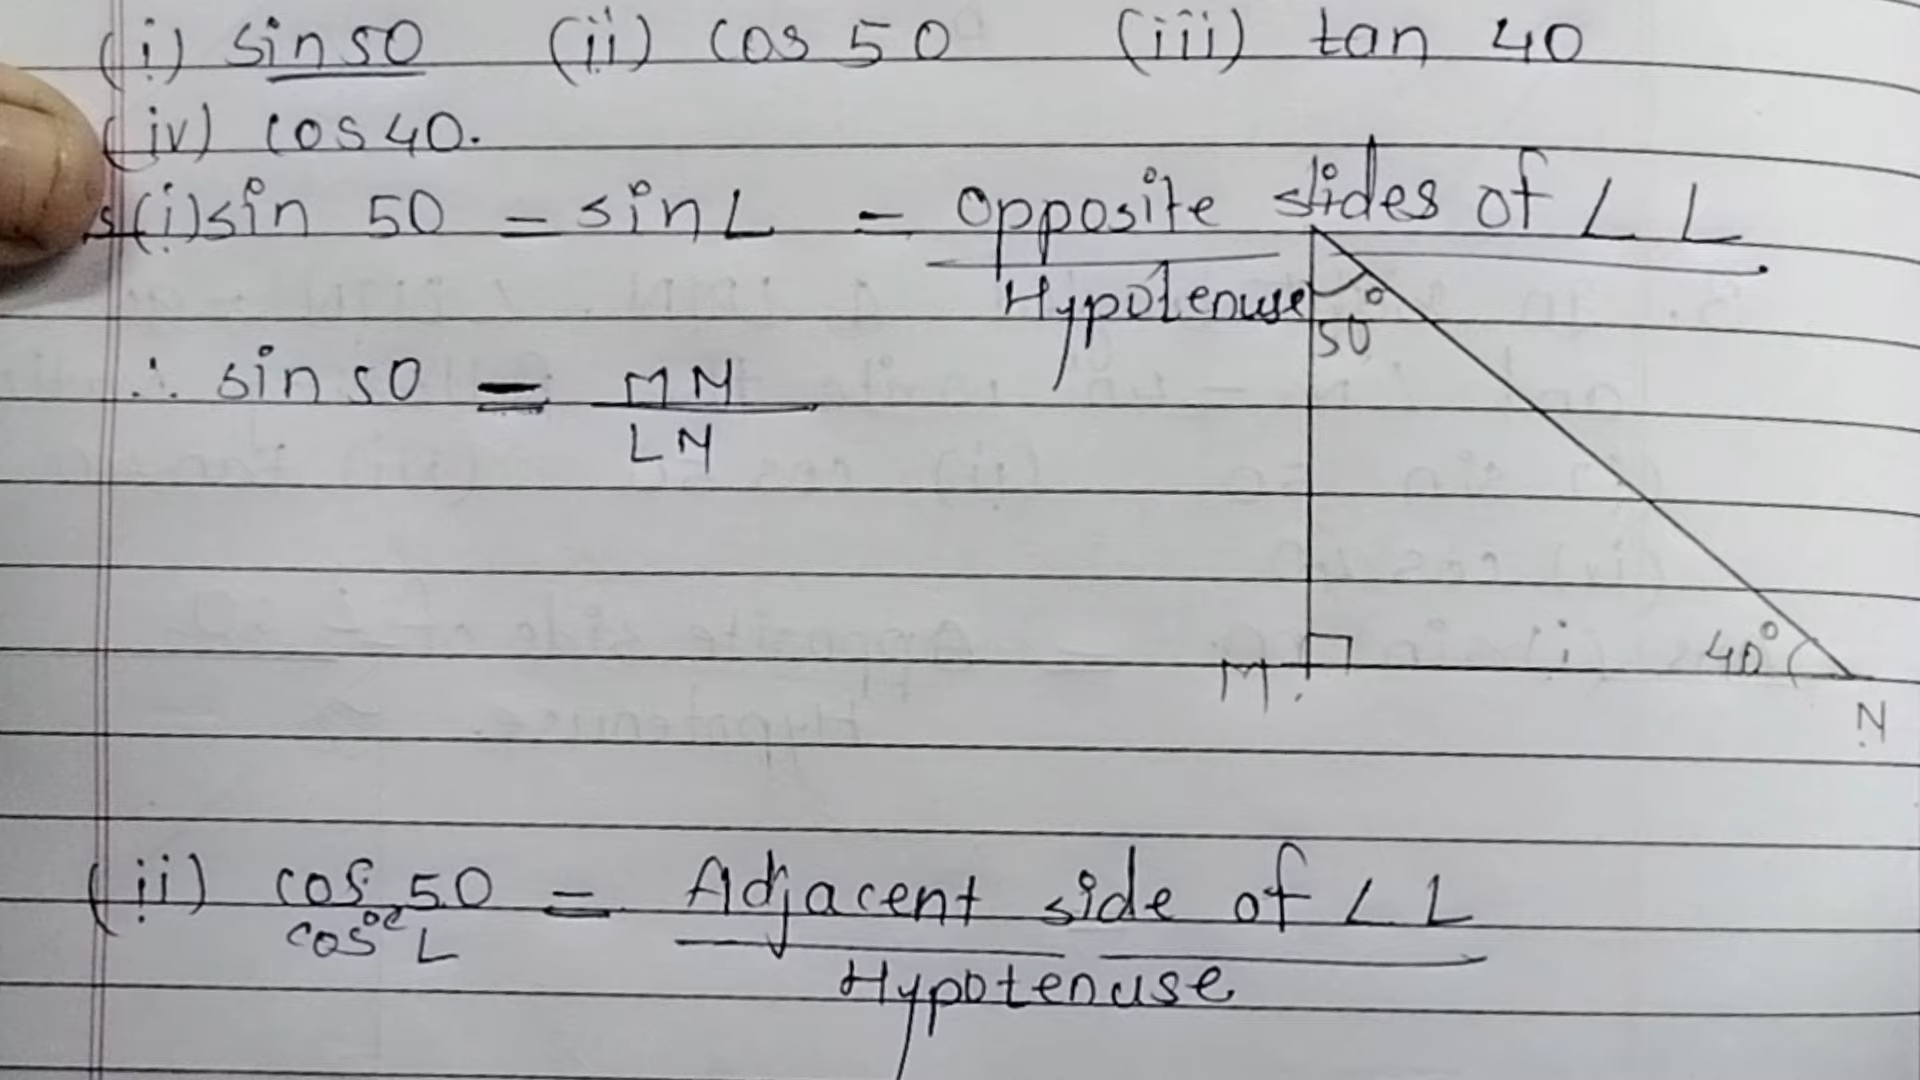 (i) sin 50 (ii) cos 50 (iii) tan 40
(iv) cos 40.
(i) sin 50 = sin L = opposite sides of ∠ L
Hypotenuse
50°
∴ sin 50 = MN
LN
40°
M
N
(ii) cos 50 = Adjacent side of ∠ L
cos L
Hypotenuse